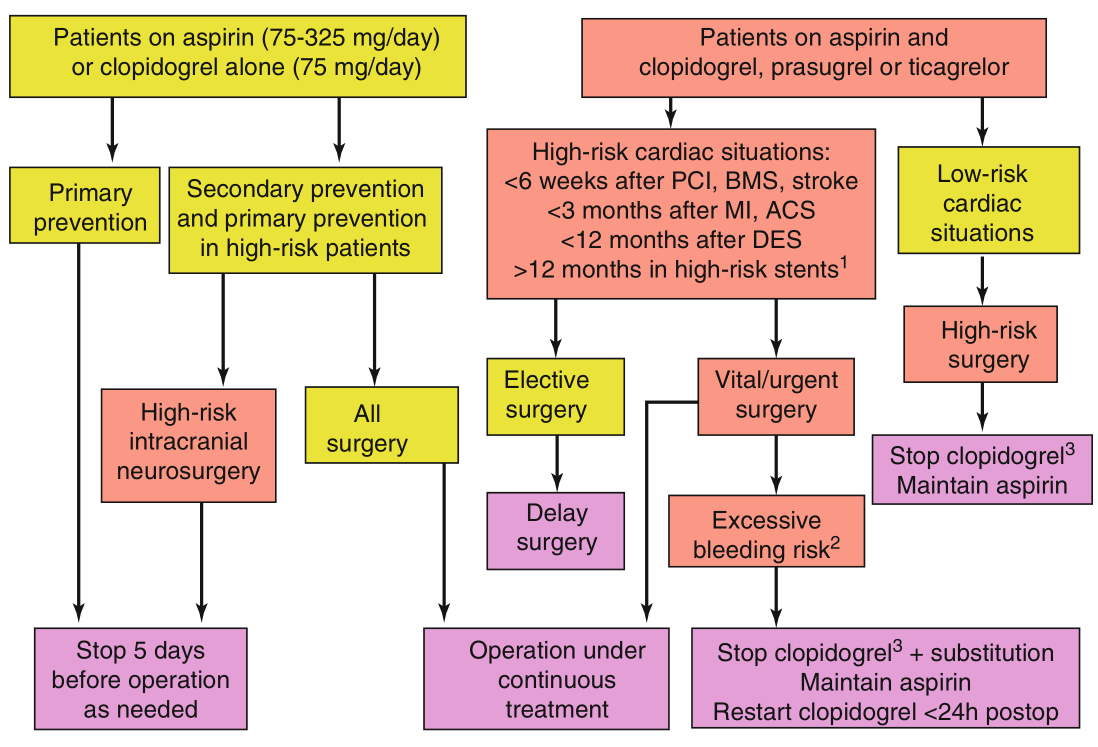 Patients on aspirin (75-325 mg/day)
or clopidogrel alone (75 mg/day)
Patients on aspirin and
clopidogrel, prasugrel or ticagrelor
Primary
prevention
Secondary prevention
and primary prevention
in high-risk patients
High-risk cardiac situations:
<6 weeks after PCI, BMS, stroke
<3 months after MI, ACS
<12 months after DES
>12 months in high-risk stents1
Low-risk
cardiac
situations
High-risk
intracranial
neurosurgery
All
surgery
Elective
surgery
Vital/urgent
surgery
High-risk
surgery
Delay
surgery
Excessive
bleeding risk2
Stop clopidogrel3
Maintain aspirin
Stop 5 days
before operation
as needed
Operation under
continuous
treatment
Stop clopidogrel3 + substitution
Maintain aspirin
Restart clopidogrel <24h postop